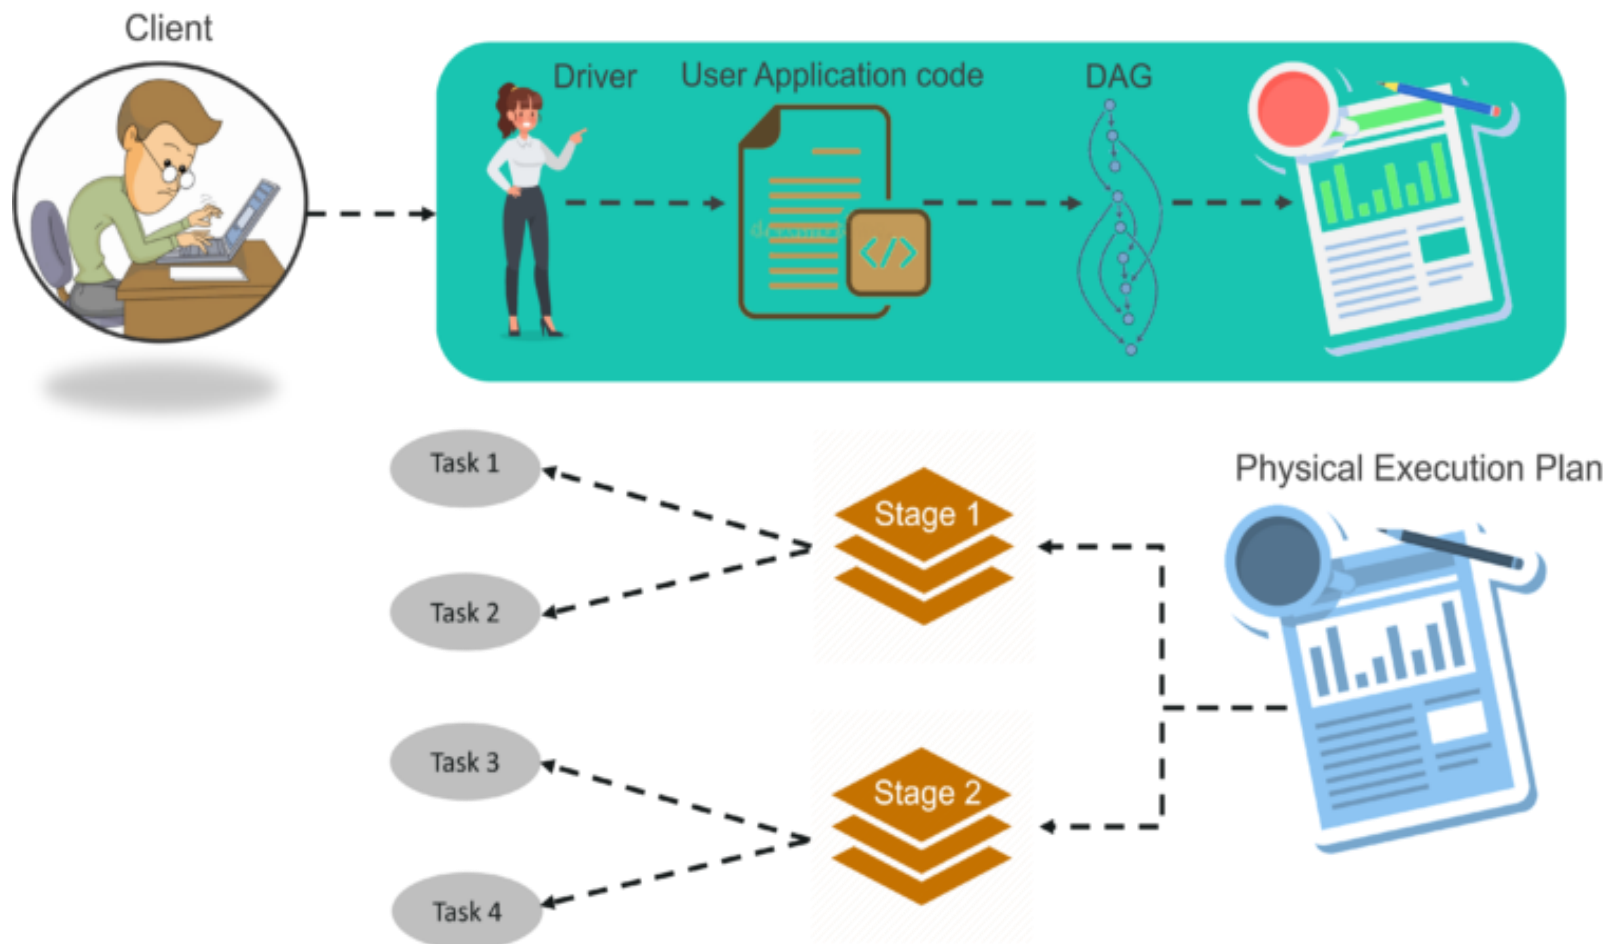 Client
Driver
User Application code
DAG
</>
Physical Execution Plan
Task 1
Stage 1
Task 2
Task 3
Stage 2
Task 4